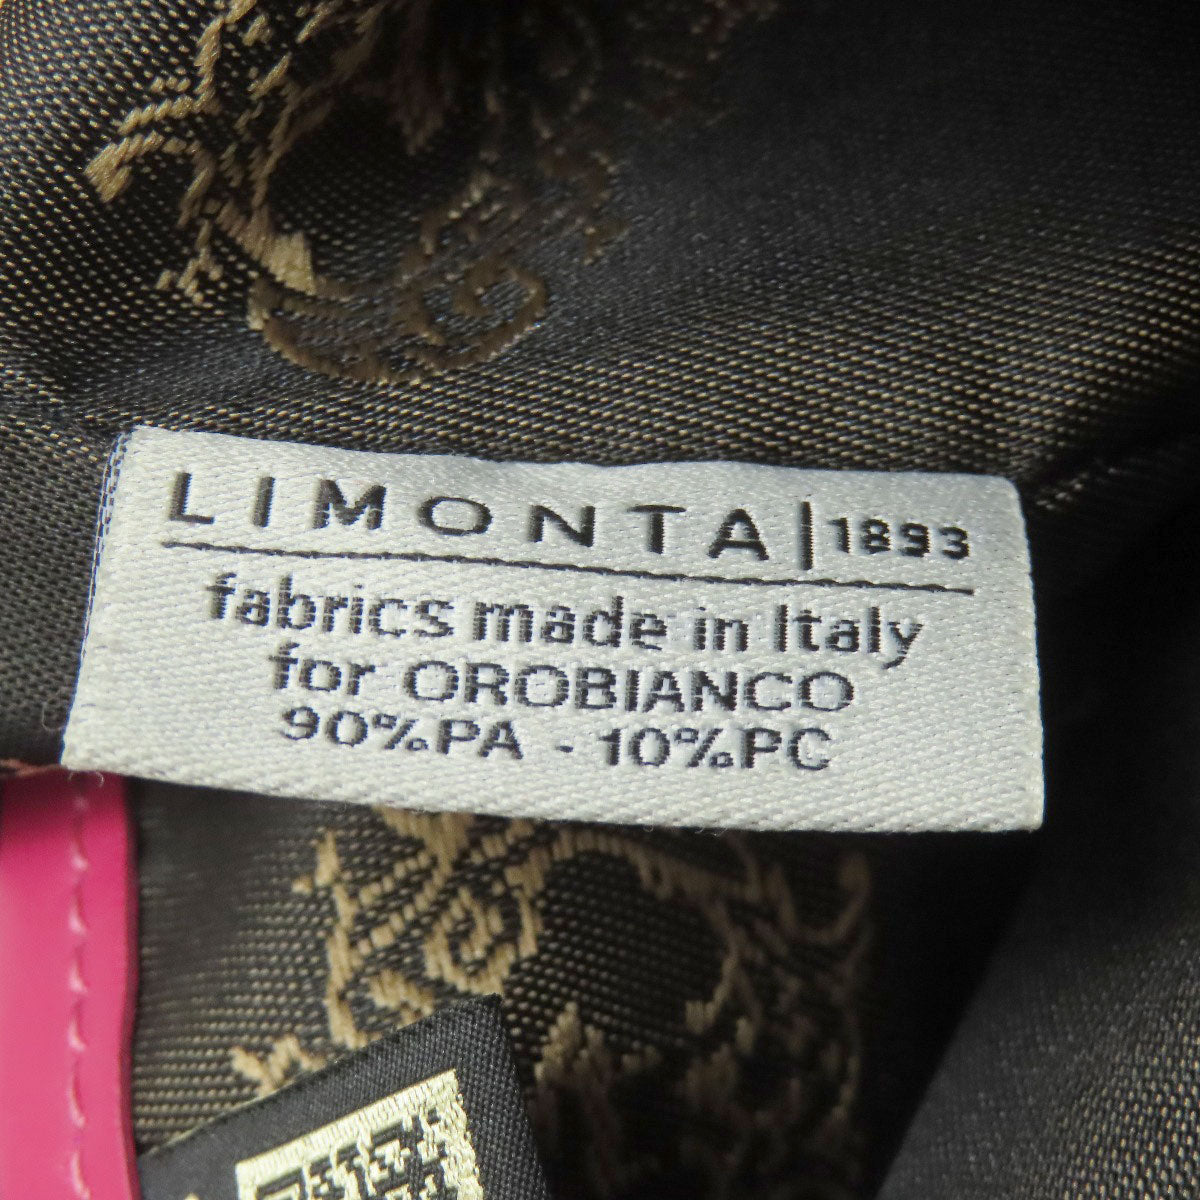 LIMONTA|1893
fabrics made in Italy
for OROBIANCO
90%PA - 10%PC